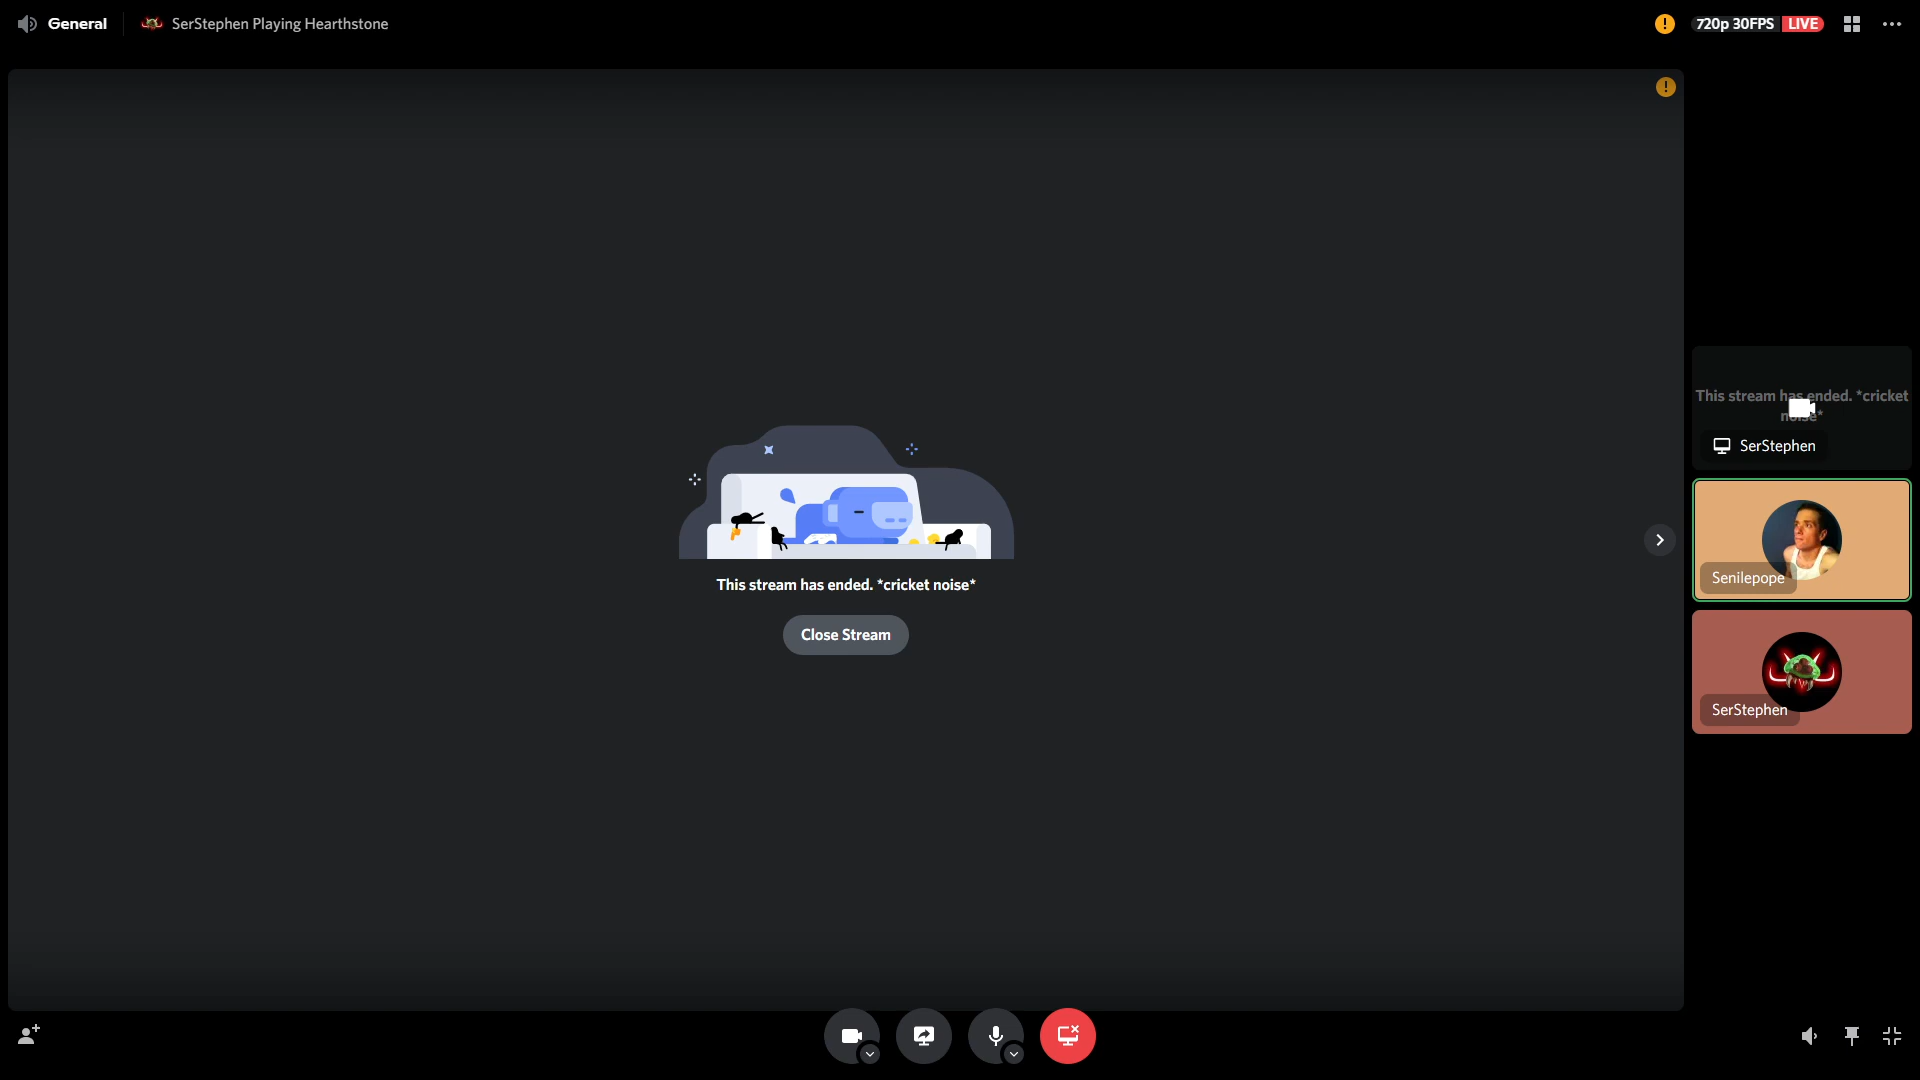 General
SerStephen Playing Hearthstone
720p 30FPS LIVE
This stream has ended. *cricket
noise*
SerStephen
Senilepope
SerStephen
This stream has ended. *cricket noise*
Close Stream